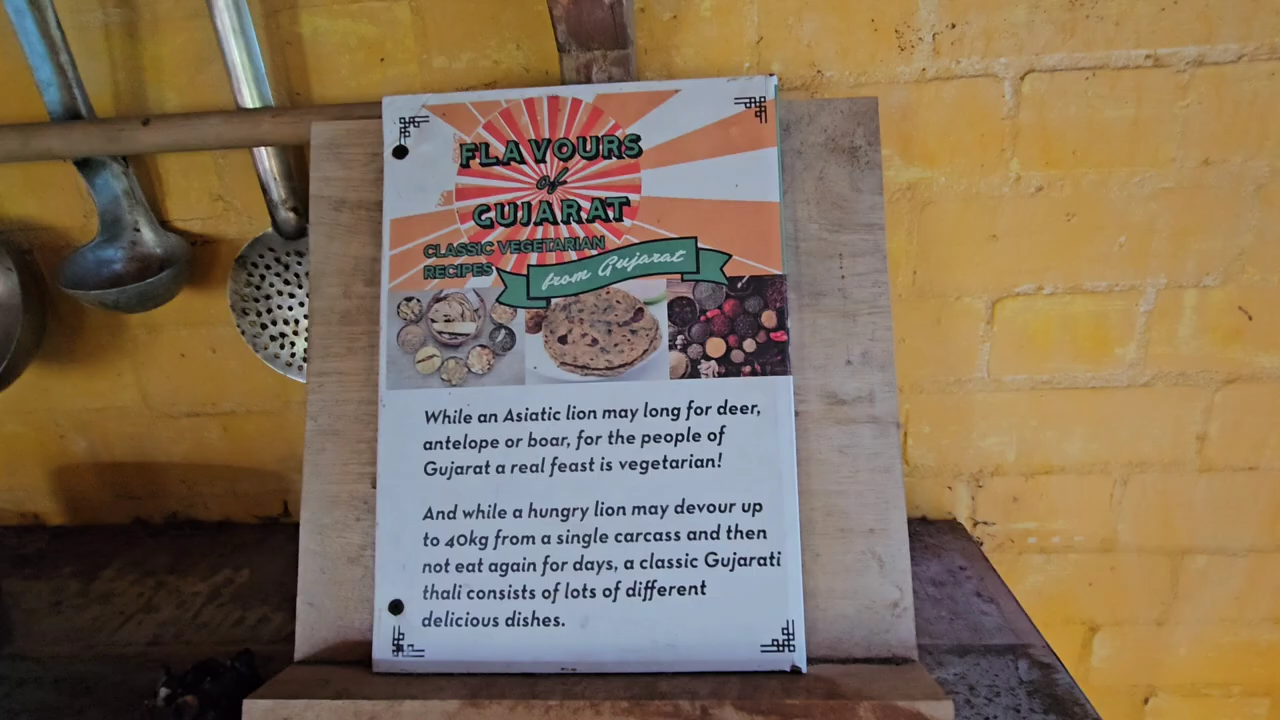 FLAVOURS
of
GUJARAT
CLASSIC VEGETARIAN
RECIPES
from Gujarat
While an Asiatic lion may long for deer,
antelope or boar, for the people of
Gujarat a real feast is vegetarian!
And while a hungry lion may devour up
to 40kg from a single carcass and then
not eat again for days, a classic Gujarati
thali consists of lots of different
delicious dishes.